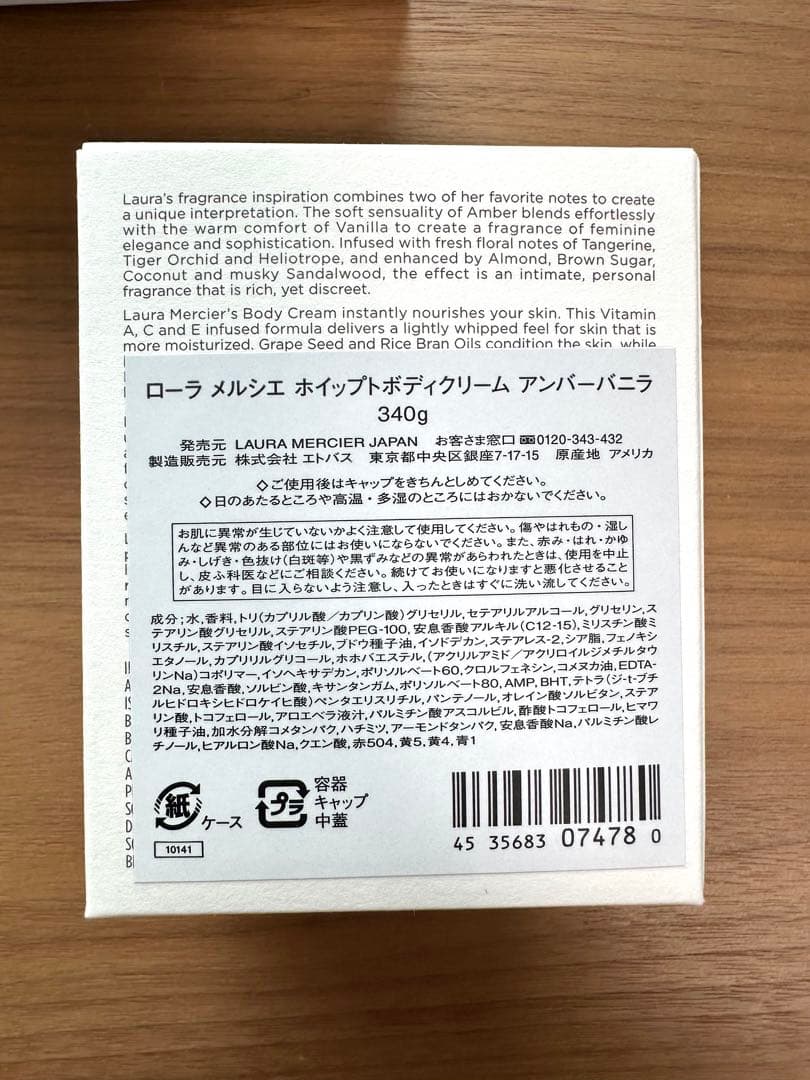 Laura's fragrance inspiration combines two of her favorite notes to create
a unique interpretation. The soft sensuality of Amber blends effortlessly
with the warm comfort of Vanilla to create a fragrance of feminine
elegance and sophistication. Infused with fresh floral notes of Tangerine,
Tiger Orchid and Heliotrope, and enhanced by Almond, Brown Sugar,
Coconut and musky Sandalwood, the effect is an intimate, personal
fragrance that is rich, yet discreet.
Laura Mercier's Body Cream instantly nourishes your skin. This Vitamin
A, C and E infused formula delivers a lightly whipped feel for skin that is
more moisturized. Grape Seed and Rice Bran Oils condition the skin, while
ローラ メルシエ ホイップトボディクリーム アンバーバニラ
340g
発売元 LAURA MERCIER JAPAN お客さま窓口 0120-343-432
製造販売元 株式会社 エトバス 東京都中央区銀座7-17-15 原産地 アメリカ
◇ご使用後はキャップをきちんとしめてください。
◇日のあたるところや高温・多湿のところにはおかないでください。
お肌に異常が生じていないかよく注意して使用してください。傷やはれもの・湿し
んなど異常のある部位にはお使いにならないでください。また、赤み・はれ・かゆ
み・しげき・色抜け(白斑等)や黒ずみなどの異常があらわれたときは、使用を中止
し、皮ふ科医などにご相談ください。続けてお使いになりますと悪化させることが
あります。目に入らないよう注意し、入ったときはすぐに洗い流してください。
成分;水,香料,トリ(カプリル酸/カプリン酸)グリセリル,セテアリルアルコール,グリセリン,ス
テアリン酸グリセリル,ステアリン酸PEG-100,安息香酸アルキル(C12-15),ミリスチン酸ミ
リスチル,ステアリン酸イソセチル,ブドウ種子油,イソドデカン,ステアレス-2,シア脂,フェノキシ
エタノール,カプリリルグリコール,ホホバエステル,(アクリルアミド/アクリロイルジメチルタウ
リンNa)コポリマー,イソヘキサデカン,ポリソルベート60,クロルフェネシン,コメヌカ油,EDTA-
2Na,安息香酸,ソルビン酸,キサンタンガム,ポリソルベート80,AMP,BHT,テトラ(ジ-t-ブチ
ルヒドロキシヒドロケイヒ酸)ペンタエリスリチル,パンテノール,オレイン酸ソルビタン,ステア
リン酸,トコフェロール,アロエベラ液汁,パルミチン酸アスコルビル,酢酸トコフェロール,ヒマワ
リ種子油,加水分解コメタンパク,ハチミツ,アーモンドタンパク,安息香酸Na,パルミチン酸レ
チノール,ヒアルロン酸Na,クエン酸,赤504,黄5,黄4,青1
紙 ケース プラ 容器
キャップ
中蓋
10141
45 35683 07478 0